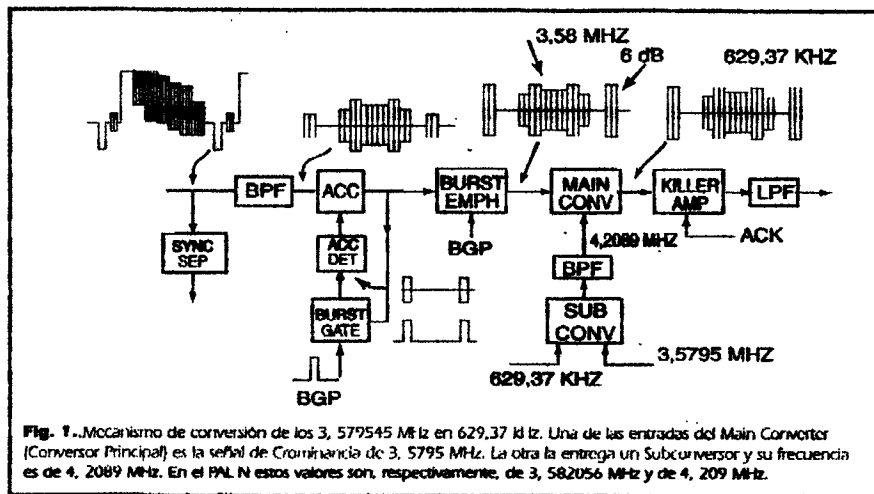 3,58 MHZ
6 dB
629,37 KHZ
BPF
ACC
BURST
EMPH
MAIN
CONV
KILLER
AMP
LPF
SYNC
SEP
ACC
DET
BGP
4,2089 MHZ
ACK
BPF
BURST
GATE
SUB
CONV
BGP
629,37 KHZ
3,5795 MHZ
Fig. 1..Mecanismo de conversión de los 3, 579545 MHz en 629,37 kHz. Una de las entradas del Main Converter
(Conversor Principal) es la señal de Crominancia de 3, 5795 MHz. La otra la entrega un Subconversor y su frecuencia
es de 4, 2089 MHz. En el PAL N estos valores son, respectivamente, de 3, 582056 MHz y de 4, 209 MHz.